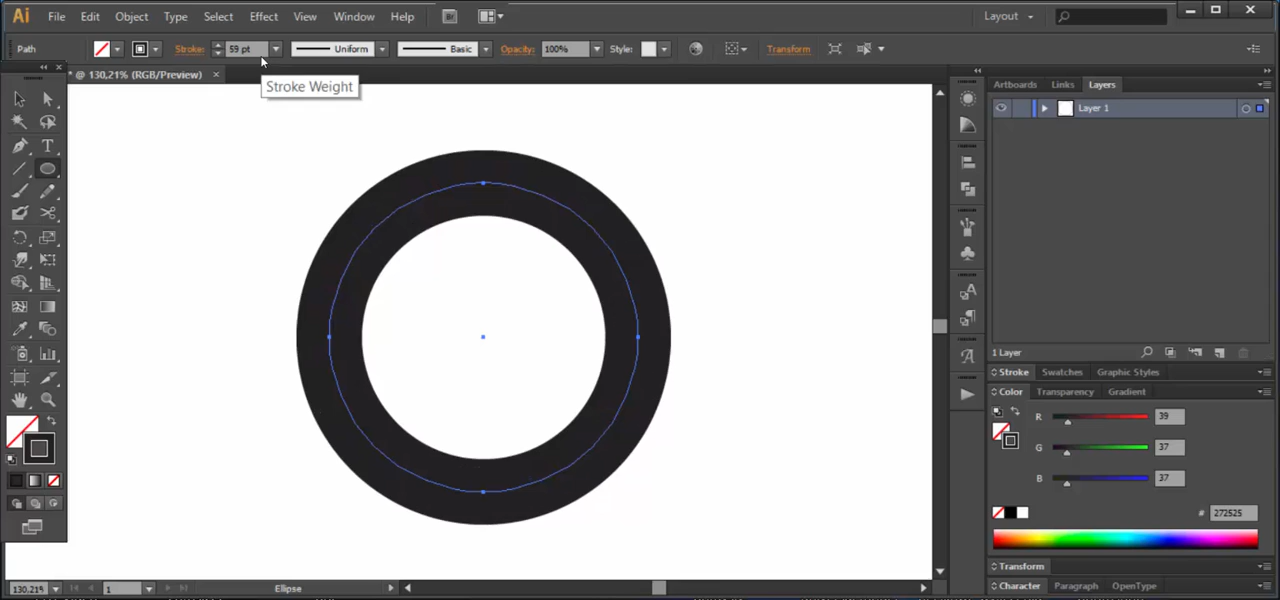 Ai File Edit Object Type Select Effect View Window Help Br Layout
Path Stroke: 59 pt Uniform Basic Opacity: 100% Style: Transform
* @ 130,21% (RGB/Preview)
Stroke Weight
Artboards Links Layers
Layer 1
1 Layer
Stroke Swatches Graphic Styles
Color Transparency Gradient
R 39
G 37
B 37
# 272525
Transform
Character Paragraph OpenType
130,21% 1 Ellipse